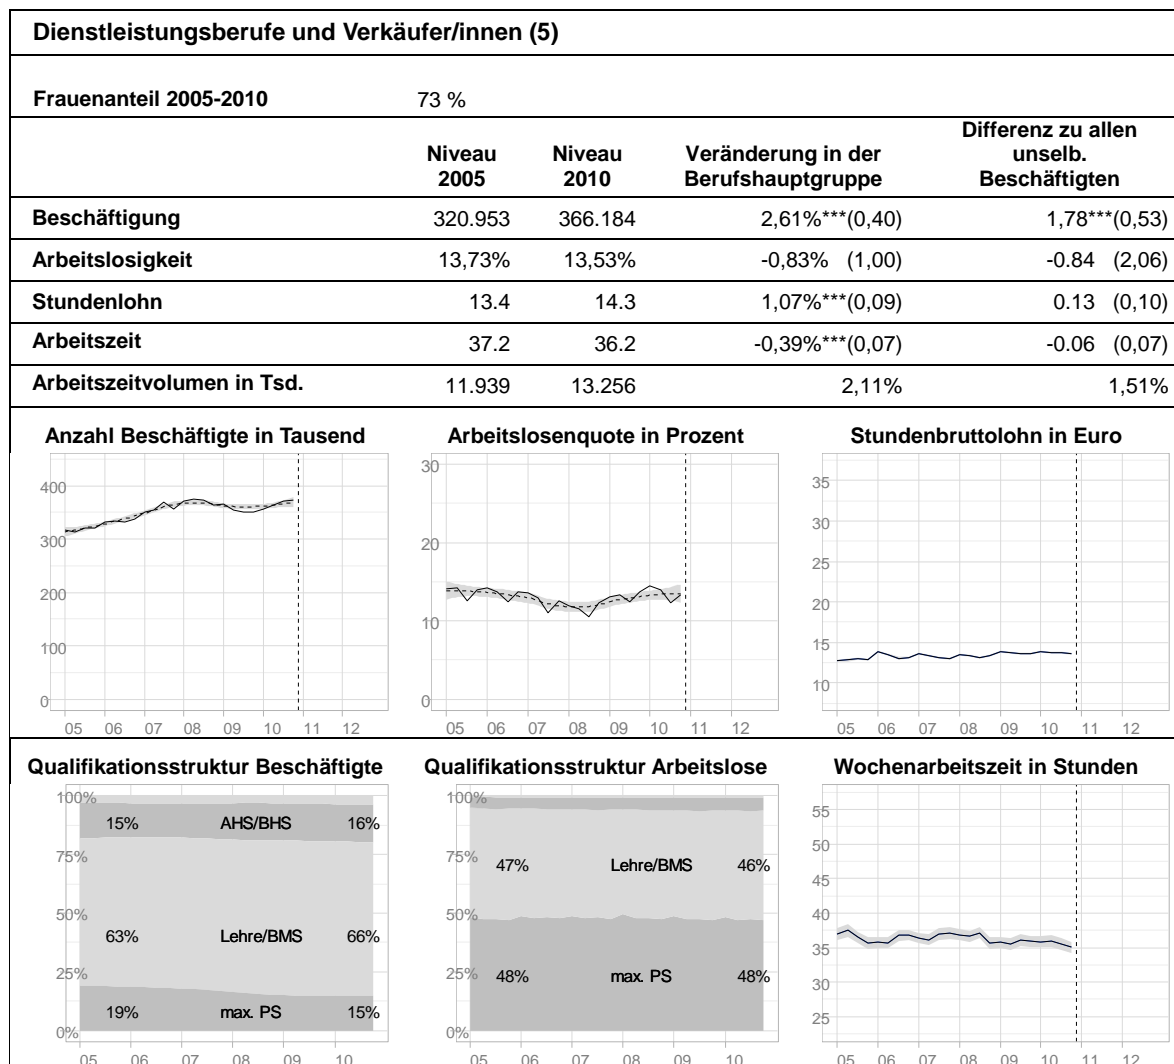 Dienstleistungsberufe und Verkäufer/innen (5)
Frauenanteil 2005-2010 73 %
Niveau 2005 Niveau 2010 Veränderung in der Berufshauptgruppe Differenz zu allen unselb. Beschäftigten
Beschäftigung 320.953 366.184 2,61%***(0,40) 1,78***(0,53)
Arbeitslosigkeit 13,73% 13,53% -0,83% (1,00) -0.84 (2,06)
Stundenlohn 13.4 14.3 1,07%***(0,09) 0.13 (0,10)
Arbeitszeit 37.2 36.2 -0,39%***(0,07) -0.06 (0,07)
Arbeitszeitvolumen in Tsd. 11.939 13.256 2,11% 1,51%
Anzahl Beschäftigte in Tausend
400
300
200
100
0
05 06 07 08 09 10 11 12
Arbeitslosenquote in Prozent
30
20
10
0
05 06 07 08 09 10 11 12
Stundenbruttolohn in Euro
35
30
25
20
15
10
05 06 07 08 09 10 11 12
Qualifikationsstruktur Beschäftigte
100%
15% AHS/BHS 16%
75%
50%
63% Lehre/BMS 66%
25%
19% max. PS 15%
0%
05 06 07 08 09 10
Qualifikationsstruktur Arbeitslose
100%
75%
47% Lehre/BMS 46%
50%
25%
48% max. PS 48%
0%
05 06 07 08 09 10
Wochenarbeitszeit in Stunden
55
50
45
40
35
30
25
05 06 07 08 09 10 11 12